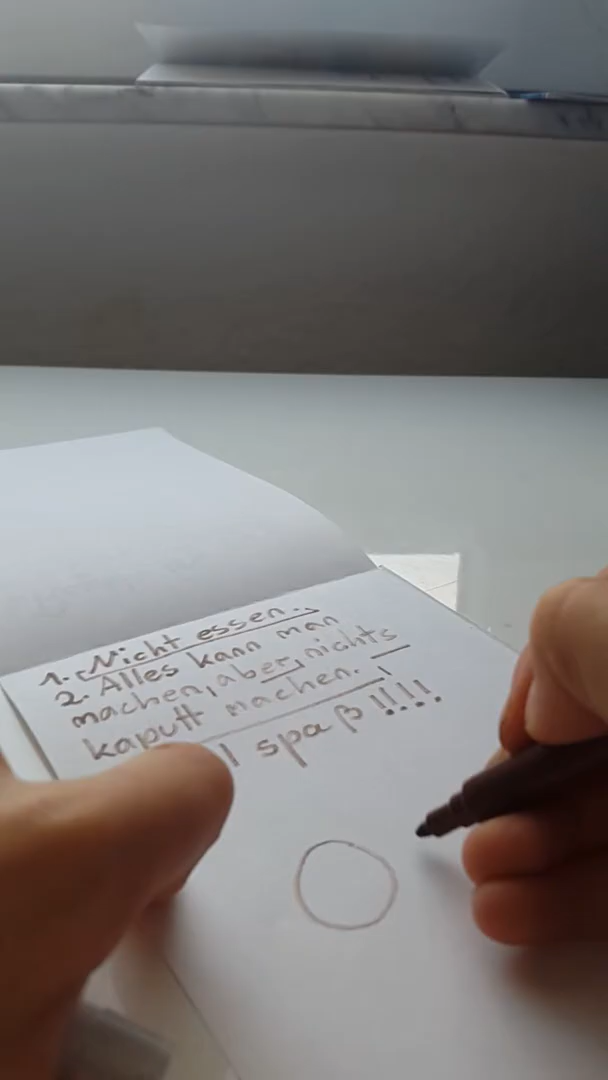 1. Nicht essen.
2. Alles kann man
machen, aber, nichts
kaputt machen.
spaß !!!!